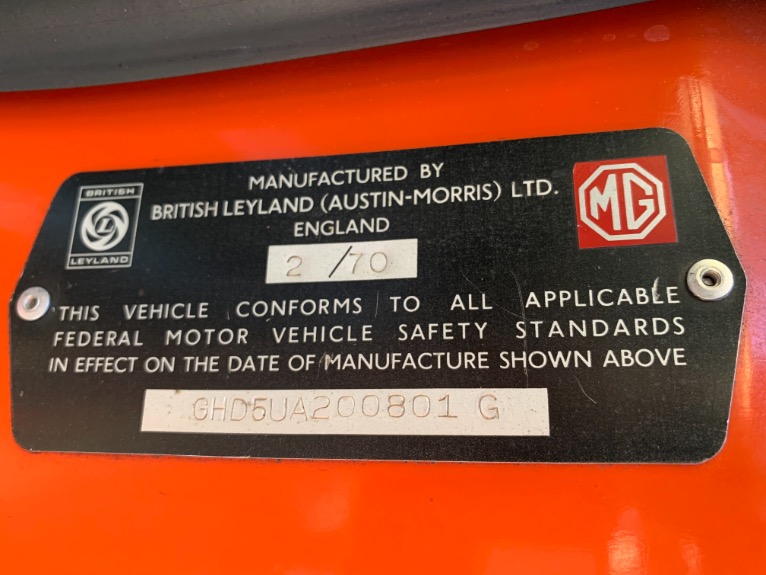 MANUFACTURED BY
BRITISH LEYLAND (AUSTIN-MORRIS) LTD.
ENGLAND
BRITISH
L
LEYLAND
MG
2 /70
THIS VEHICLE CONFORMS TO ALL APPLICABLE
FEDERAL MOTOR VEHICLE SAFETY STANDARDS
IN EFFECT ON THE DATE OF MANUFACTURE SHOWN ABOVE
GHD5UA200801 G